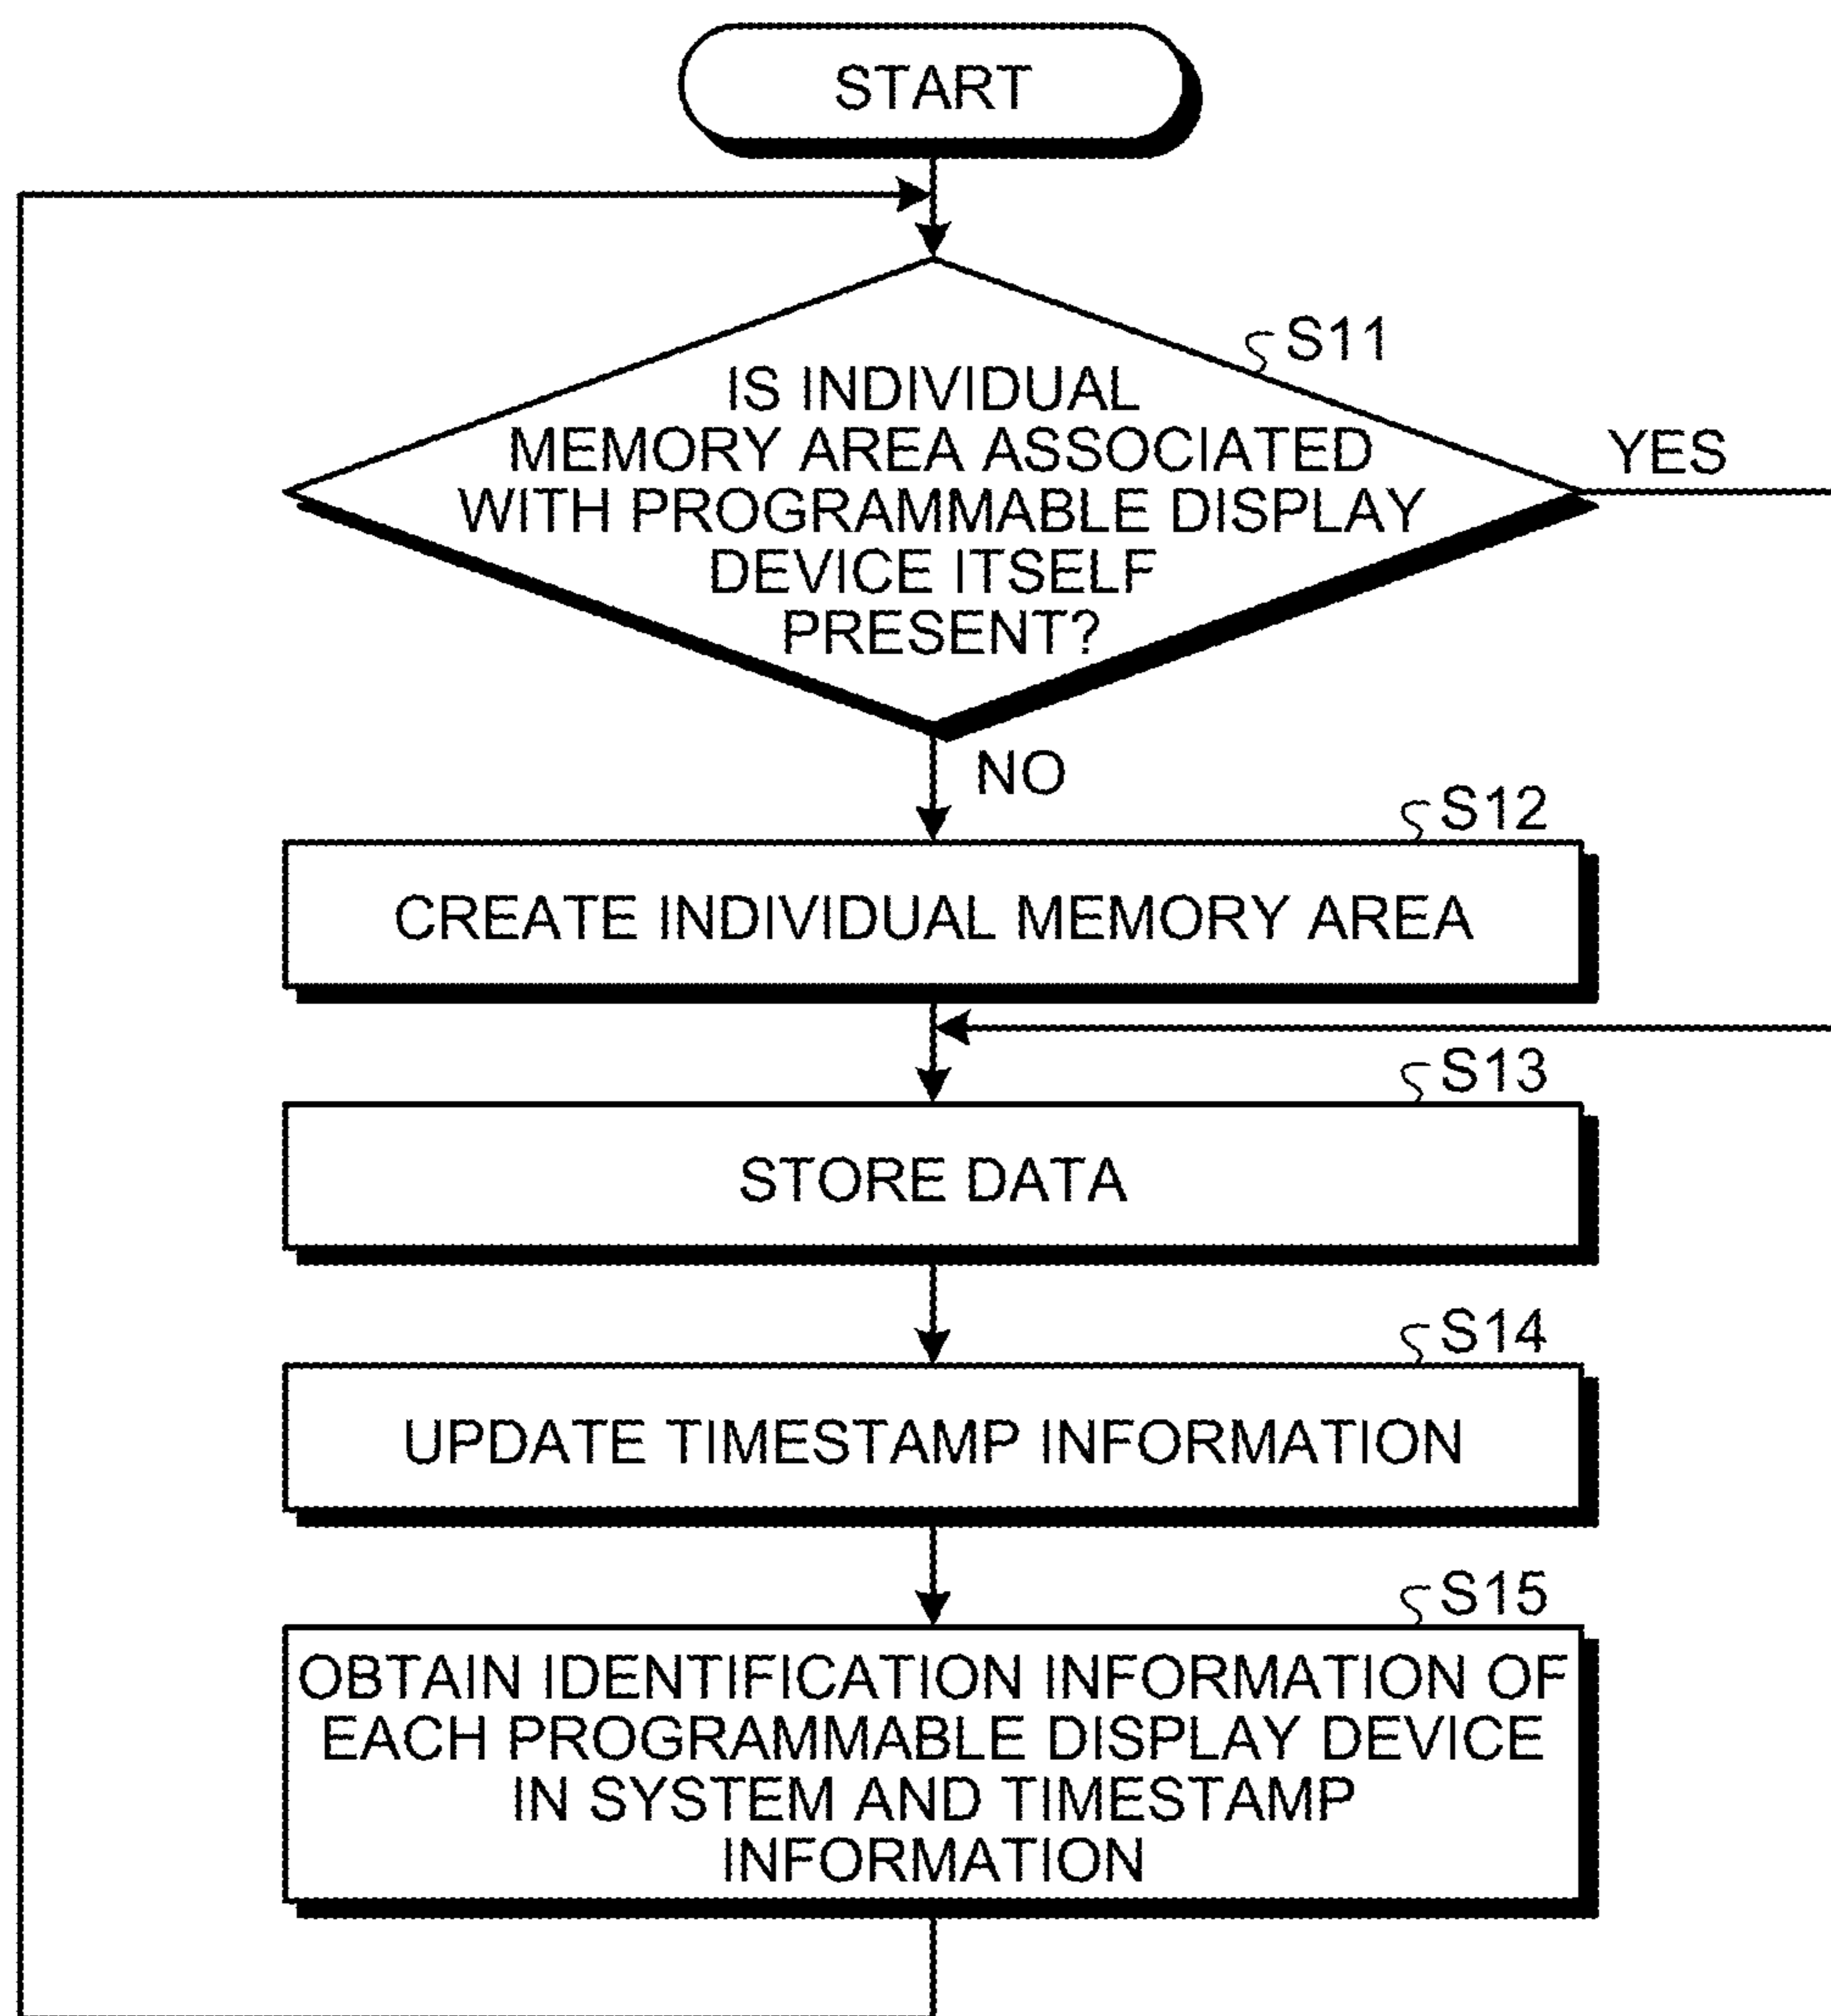 START
S11
IS INDIVIDUAL
MEMORY AREA ASSOCIATED
WITH PROGRAMMABLE DISPLAY
DEVICE ITSELF
PRESENT?
YES
NO
S12
CREATE INDIVIDUAL MEMORY AREA
S13
STORE DATA
S14
UPDATE TIMESTAMP INFORMATION
S15
OBTAIN IDENTIFICATION INFORMATION OF
EACH PROGRAMMABLE DISPLAY DEVICE
IN SYSTEM AND TIMESTAMP
INFORMATION